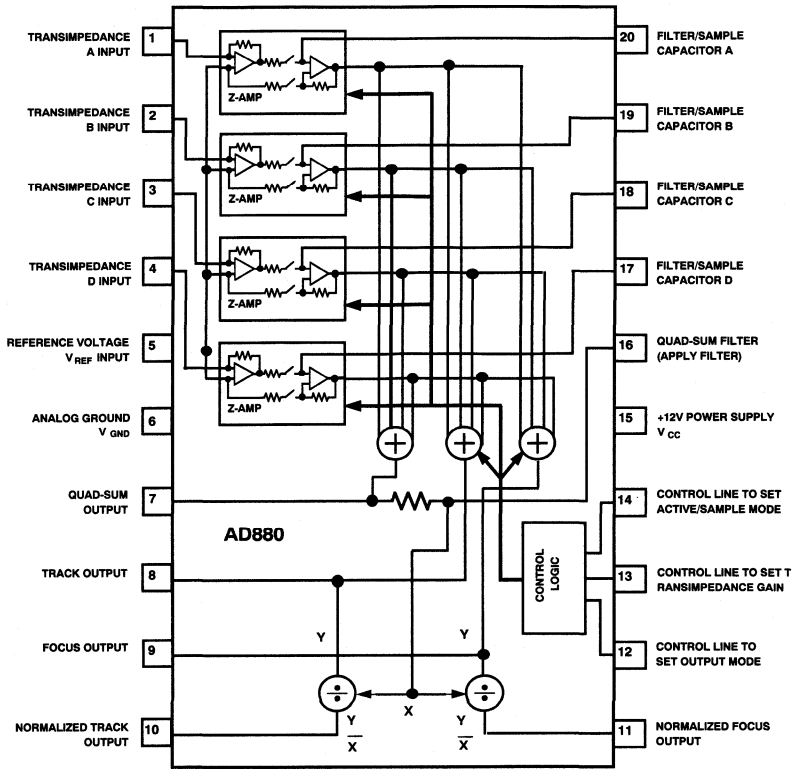 TRANSIMPEDANCE
A INPUT
1
TRANSIMPEDANCE
B INPUT
2
TRANSIMPEDANCE
C INPUT
3
TRANSIMPEDANCE
D INPUT
4
REFERENCE VOLTAGE
VREF INPUT
5
ANALOG GROUND
V GND
6
QUAD-SUM
OUTPUT
7
TRACK OUTPUT
8
FOCUS OUTPUT
9
NORMALIZED TRACK
OUTPUT
10
Z-AMP
Z-AMP
Z-AMP
Z-AMP
+
+
+
AD880
CONTROL
LOGIC
Y
Y
÷
÷
X
Y
X
Y
X
20
FILTER/SAMPLE
CAPACITOR A
19
FILTER/SAMPLE
CAPACITOR B
18
FILTER/SAMPLE
CAPACITOR C
17
FILTER/SAMPLE
CAPACITOR D
16
QUAD-SUM FILTER
(APPLY FILTER)
15
+12V POWER SUPPLY
V CC
14
CONTROL LINE TO SET
ACTIVE/SAMPLE MODE
13
CONTROL LINE TO SET T
RANSIMPEDANCE GAIN
12
CONTROL LINE TO
SET OUTPUT MODE
11
NORMALIZED FOCUS
OUTPUT